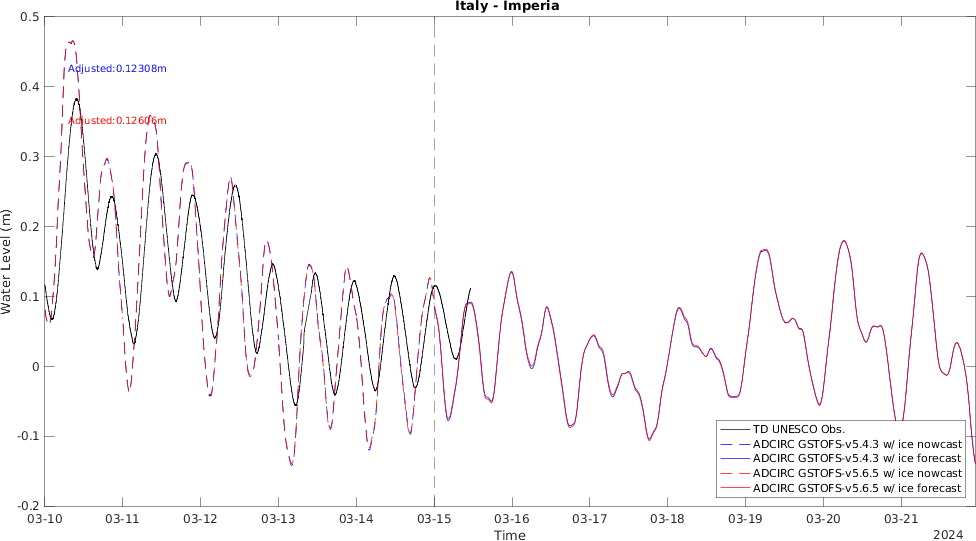 Italy - Imperia
0.5
0.4
0.3
0.2
0.1
0
-0.1
-0.2
Water Level (m)
Adjusted:0.12308m
Adjusted:0.12606m
TD UNESCO Obs.
ADCIRC GSTOFS-v5.4.3 w/ ice nowcast
ADCIRC GSTOFS-v5.4.3 w/ ice forecast
ADCIRC GSTOFS-v5.6.5 w/ ice nowcast
ADCIRC GSTOFS-v5.6.5 w/ ice forecast
03-10 03-11 03-12 03-13 03-14 03-15 03-16 03-17 03-18 03-19 03-20 03-21
Time
2024